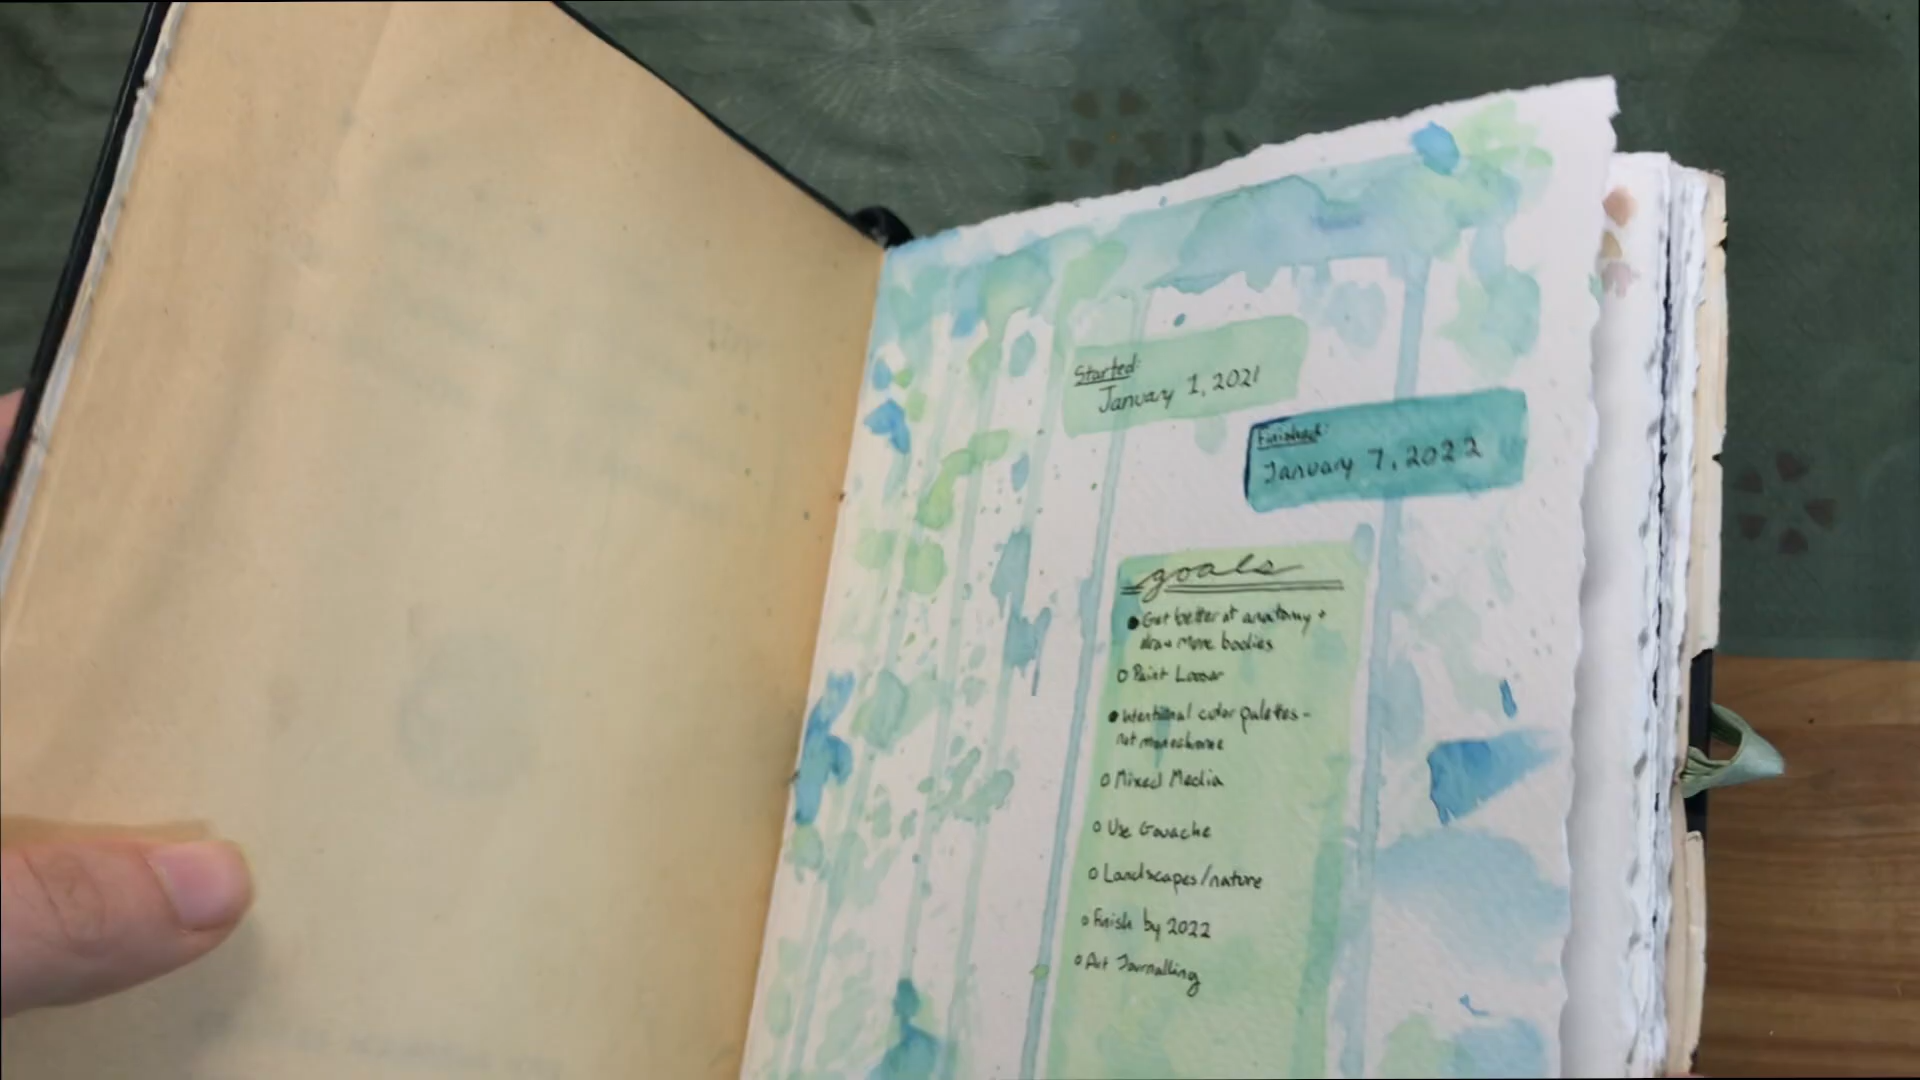 Started:
January 1, 2021
Finished:
January 7, 2022
goals
Get better at anatomy +
draw more bodies
Paint Looser
Intentional color palettes -
not monochrome
Mixed Media
Use Gouache
Landscapes/nature
Finish by 2022
Art Journalling